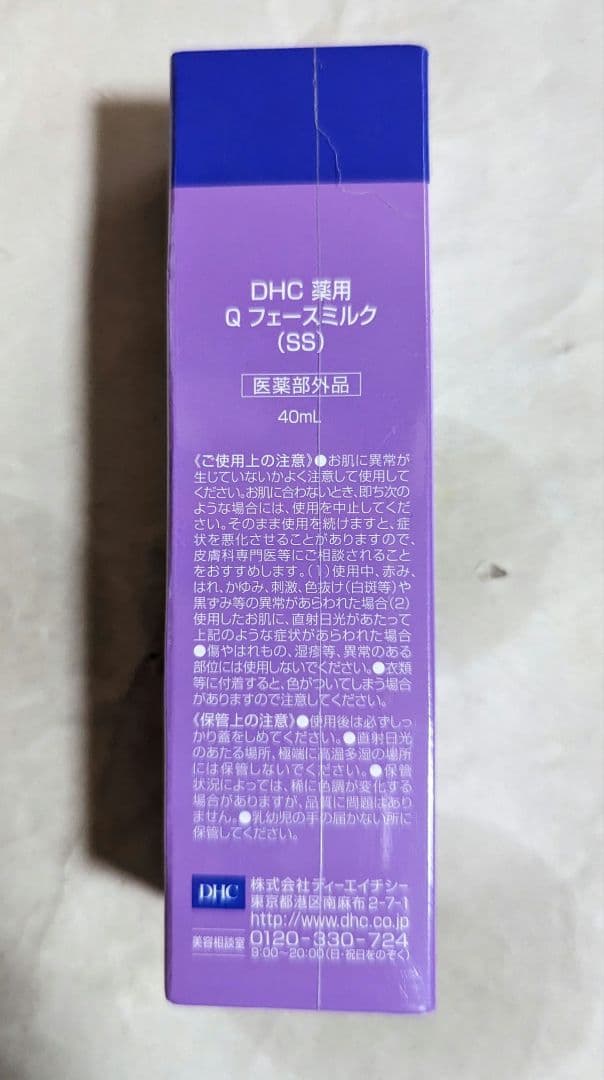 DHC 薬用
Q フェースミルク
(SS)
医薬部外品
40mL
《ご使用上の注意》●お肌に異常が
生じていないかよく注意して使用して
ください。お肌に合わないとき、即ち次の
ような場合には、使用を中止してくだ
さい。そのまま使用を続けますと、症
状を悪化させることがありますので、
皮膚科専門医等にご相談されること
をおすすめします。(1)使用中、赤み、
はれ、かゆみ、刺激、色抜け(白斑等)や
黒ずみ等の異常があらわれた場合(2)
使用したお肌に、直射日光があたって
上記のような症状があらわれた場合
●傷やはれもの、湿疹等、異常のある
部位には使用しないでください。●衣類
等に付着すると、色がついてしまう場合
がありますので注意してください。
《保管上の注意》●使用後は必ずしっ
かり蓋をしめてください。●直射日光
のあたる場所、極端に高温多湿の場所
には保管しないでください。●保管
状況によっては、稀に色調が変化する
場合がありますが、品質に問題はあり
ません。●乳幼児の手の届かない所に
保管してください。
DHC 株式会社ディーエイチシー
東京都港区南麻布2-7-1
http://www.dhc.co.jp
美容相談室 0120-330-724
9:00〜20:00(日・祝日をのぞく)